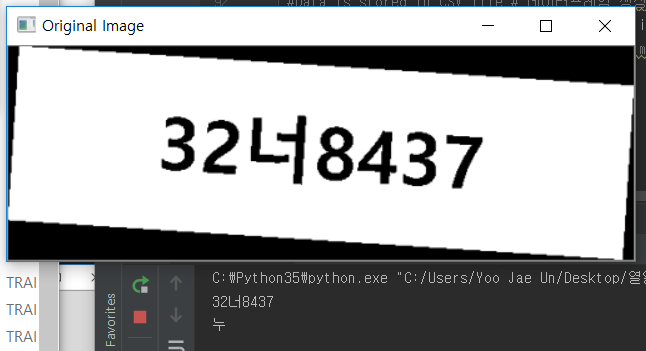 Original Image
32너8437
TRAI
TRAI
TRAI
Favorites
C:\Python35\python.exe "C:/Users/Yoo Jae Un/Desktop/열
32너8437
누